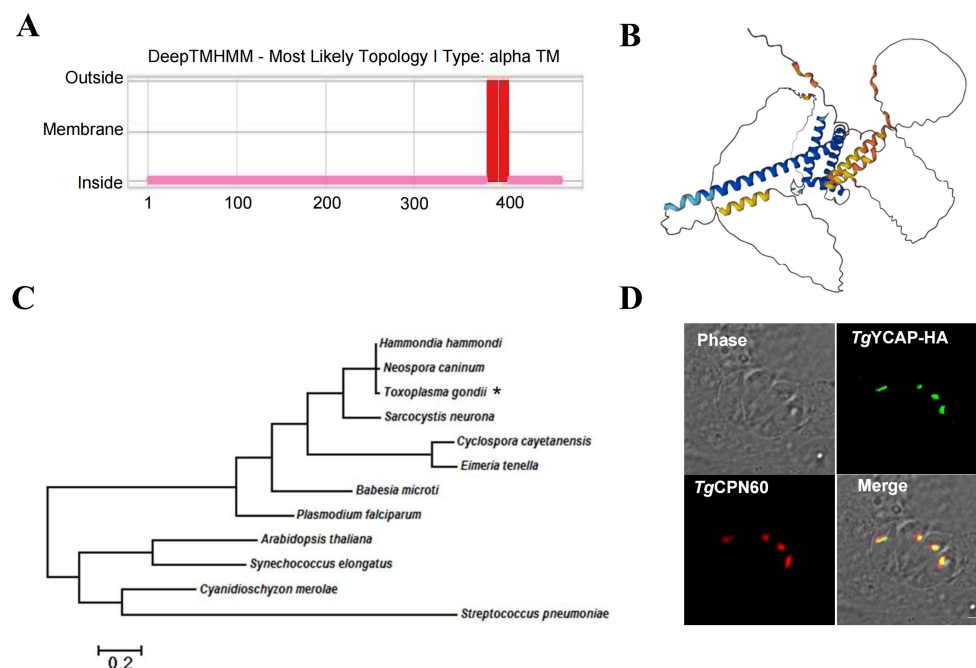 A
DeepTMHMM - Most Likely Topology I Type: alpha TM
Outside
Membrane
Inside
1 100 200 300 400
B
C
Hammondia hammondi
Neospora caninum
Toxoplasma gondii *
Sarcocystis neurona
Cyclospora cayetanensis
Eimeria tenella
Babesia microti
Plasmodium falciparum
Arabidopsis thaliana
Synechococcus elongatus
Cyanidioschyzon merolae
Streptococcus pneumoniae
0.2
D
Phase
TgYCAP-HA
TgCPN60
Merge